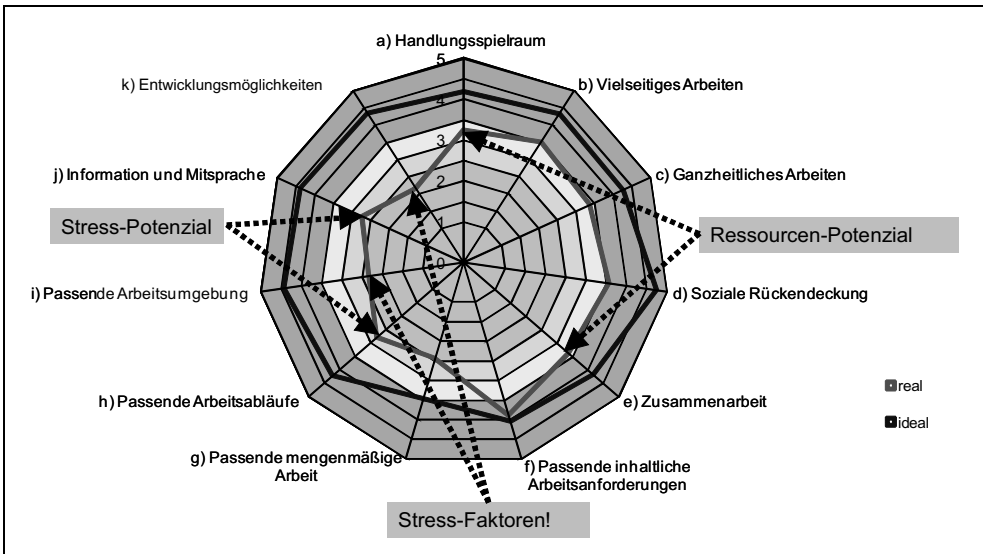 a) Handlungsspielraum
k) Entwicklungsmöglichkeiten
b) Vielseitiges Arbeiten
j) Information und Mitsprache
c) Ganzheitliches Arbeiten
5
4
3
2
1
0
Stress-Potenzial
Ressourcen-Potenzial
i) Passende Arbeitsumgebung
d) Soziale Rückendeckung
h) Passende Arbeitsabläufe
e) Zusammenarbeit
real
ideal
g) Passende mengenmäßige
Arbeit
f) Passende inhaltliche
Arbeitsanforderungen
Stress-Faktoren!